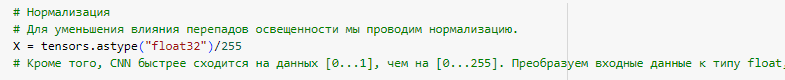 # Нормализация
# Для уменьшения влияния перепадов освещенности мы проводим нормализацию.
X = tensors.astype("float32")/255
# Кроме того, CNN быстрее сходится на данных [0...1], чем на [0...255]. Преобразуем входные данные к типу float,